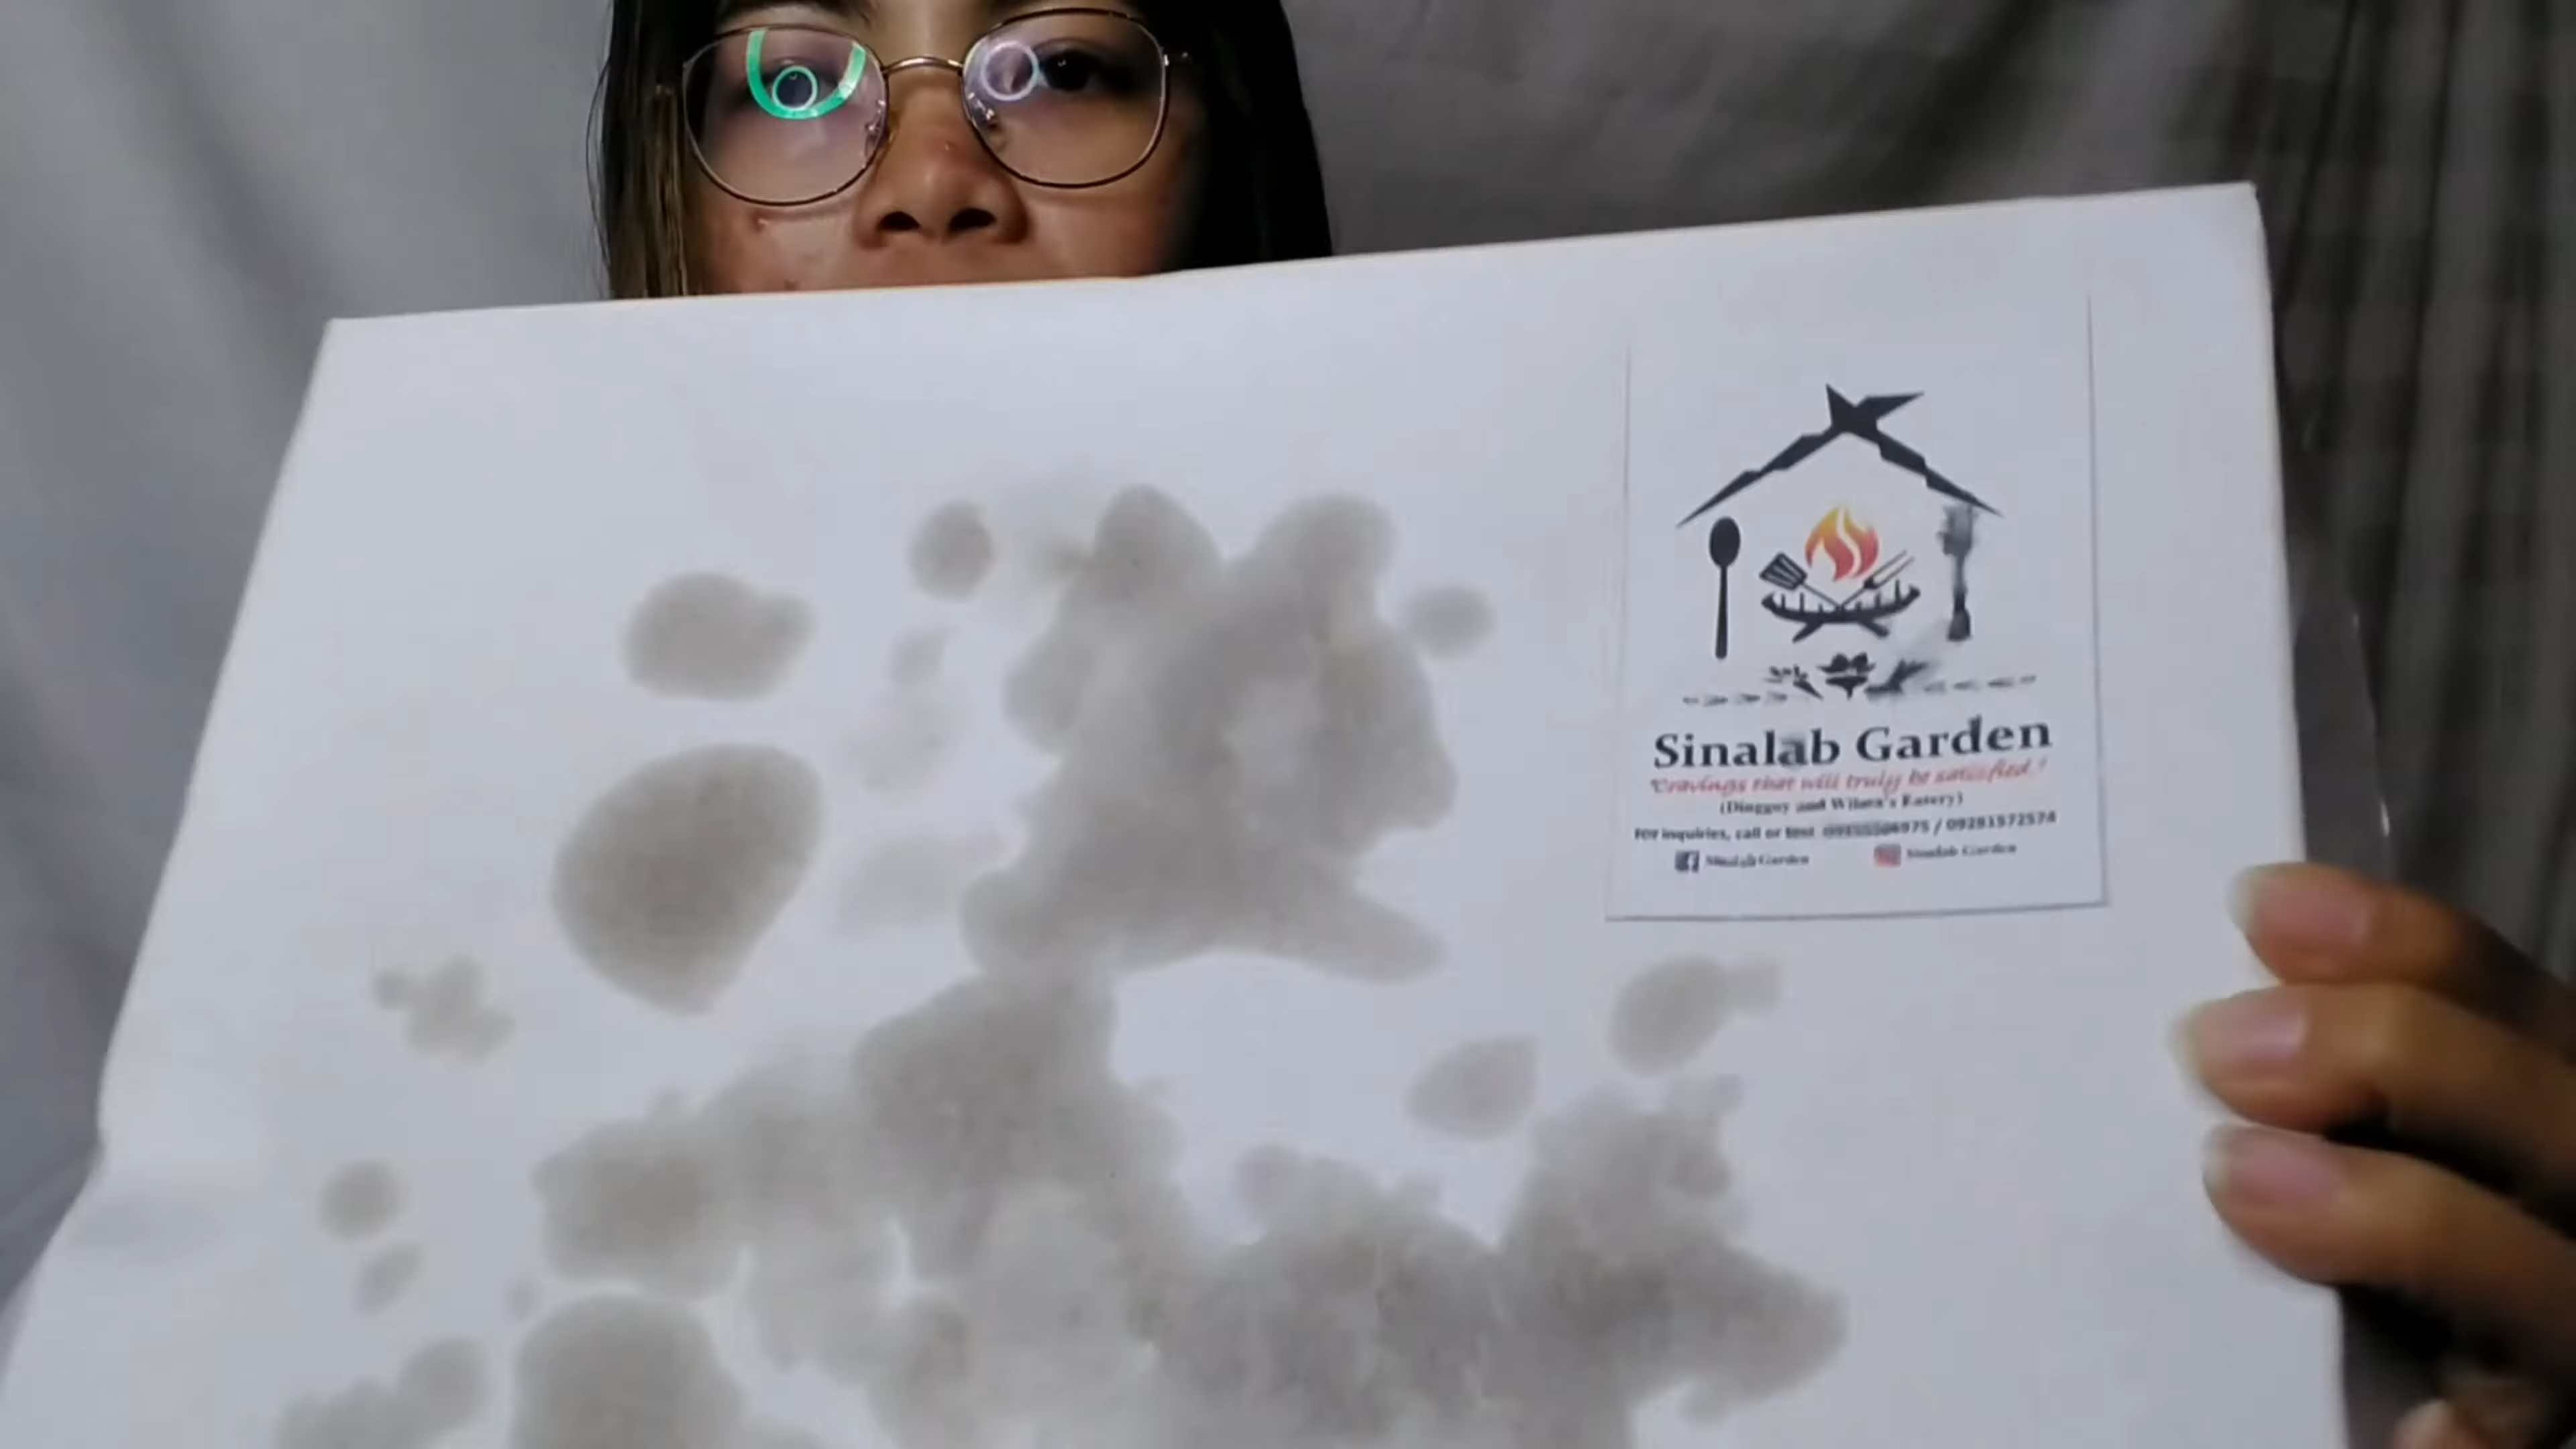 Sinalab Garden
"Cravings that will truly be satisfied."
(Dinggoy and Wilma's Eatery)
For inquiries, call or text / 09281572574
Sinalab Garden
Sinalab Garden